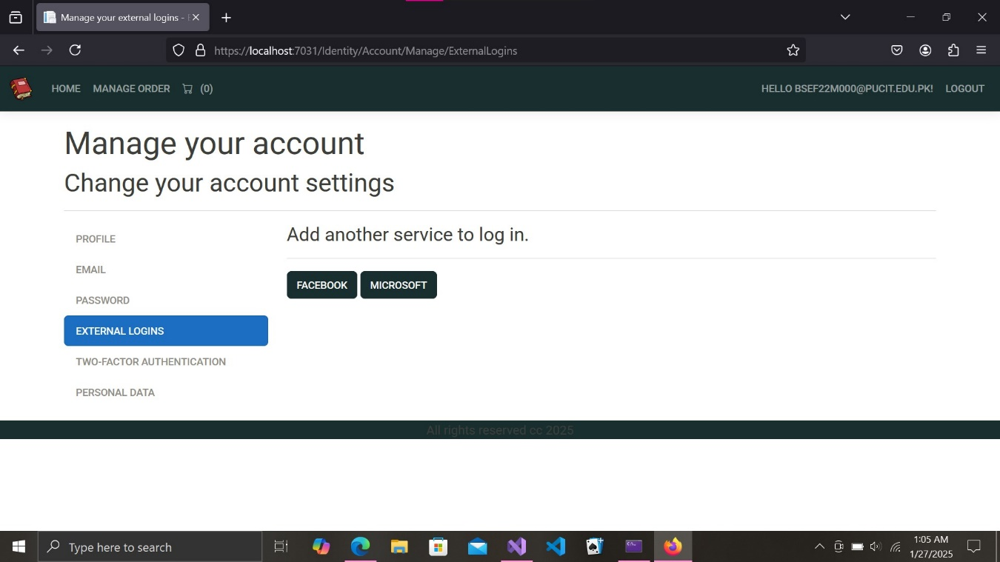 Manage your external logins -
https://localhost:7031/Identity/Account/Manage/ExternalLogins
HOME MANAGE ORDER (0) HELLO BSEF22M000@PUCIT.EDU.PK! LOGOUT
Manage your account
Change your account settings
PROFILE
EMAIL
PASSWORD
EXTERNAL LOGINS
TWO-FACTOR AUTHENTICATION
PERSONAL DATA
Add another service to log in.
FACEBOOK MICROSOFT
All rights reserved cc 2025
Type here to search
1:05 AM
1/27/2025